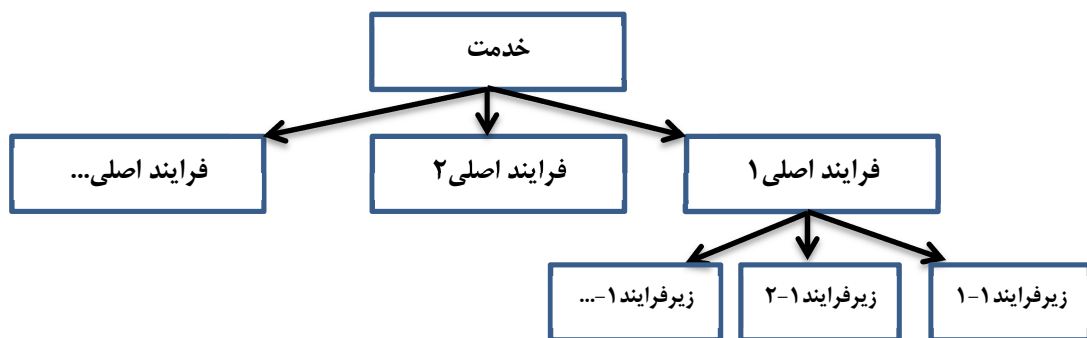 خدمت
فرایند اصلی۱
فرایند اصلی۲
فرایند اصلی...
زیرفرایند۱-۱
زیرفرایند۱-۲
زیرفرایند۱-...